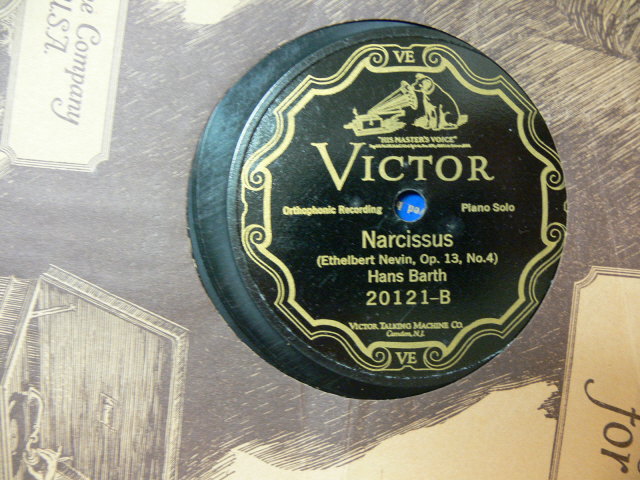 e Company
USA
VE
"HIS MASTER'S VOICE"
VICTOR
Orthophonic Recording
Piano Solo
Narcissus
(Ethelbert Nevin, Op. 13, No.4)
Hans Barth
20121-B
VICTOR TALKING MACHINE CO.
Camden, N.J.
VE
for